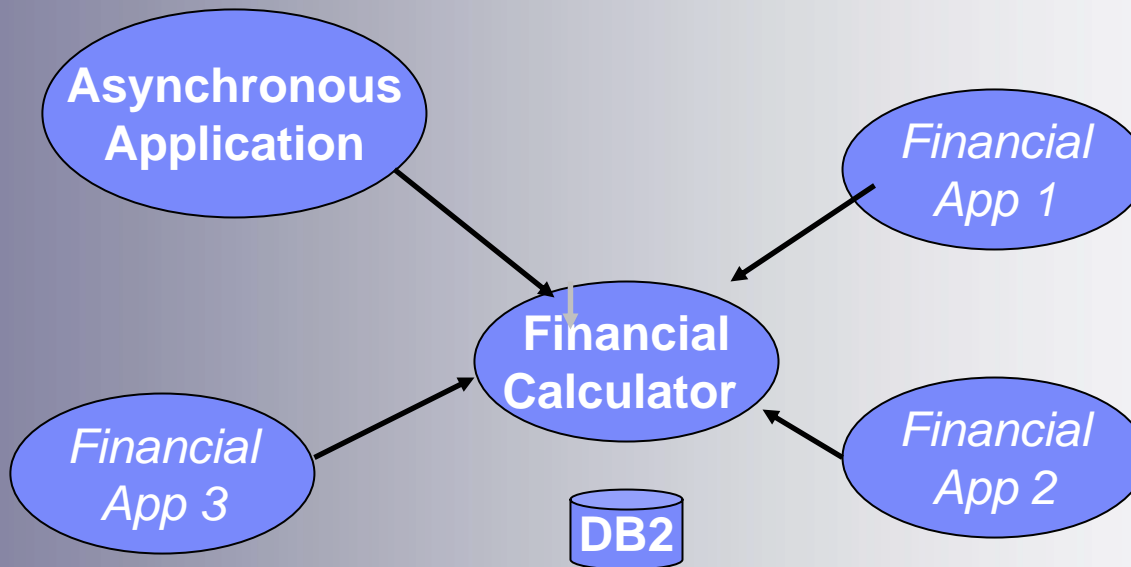 Asynchronous
Application
Financial
App 1
Financial
Calculator
Financial
App 3
Financial
App 2
DB2